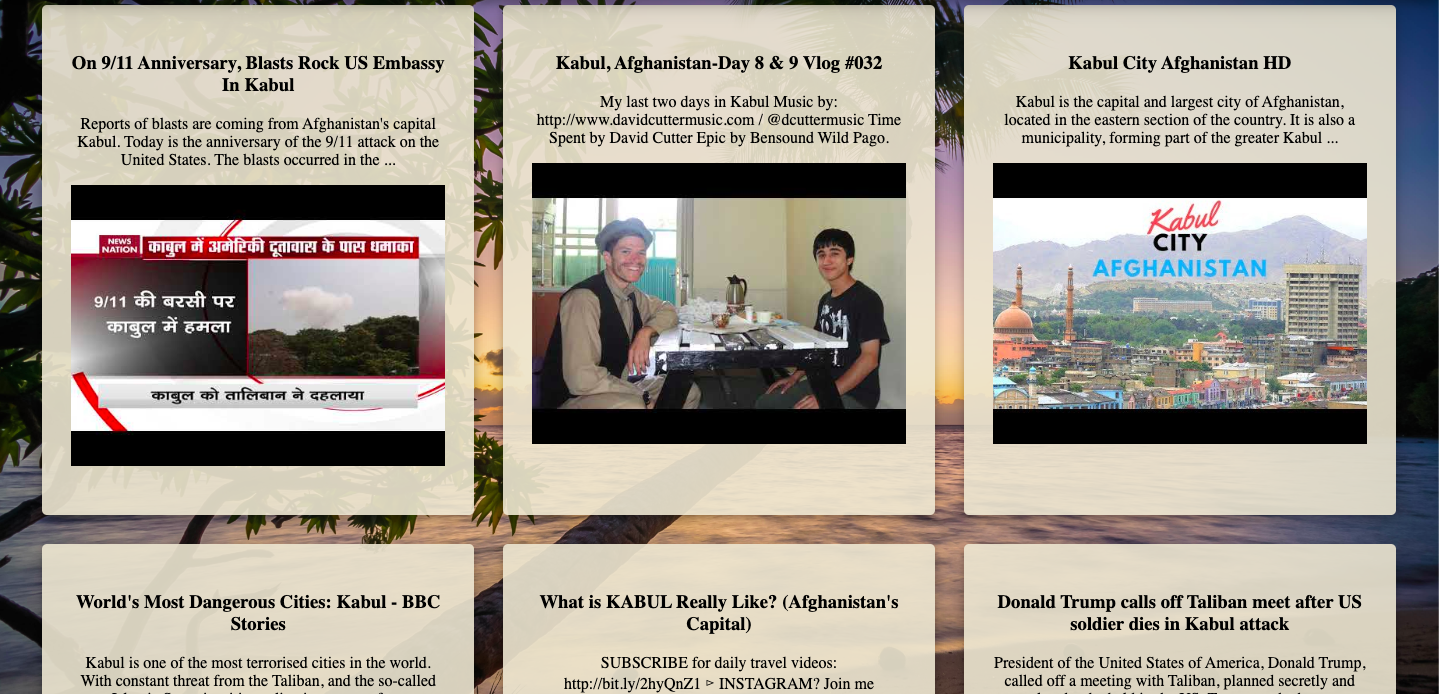 On 9/11 Anniversary, Blasts Rock US Embassy
In Kabul
Reports of blasts are coming from Afghanistan's capital
Kabul. Today is the anniversary of the 9/11 attack on the
United States. The blasts occurred in the ...
NEWS
NATION
काबुल में अमेरिकी दूतावास के पास धमाका
9/11 की बरसी पर
काबुल में हमला
काबुल को तालिबान ने दहलाया
Kabul, Afghanistan-Day 8 & 9 Vlog #032
My last two days in Kabul Music by:
http://www.davidcuttermusic.com / @dcuttermusic Time
Spent by David Cutter Epic by Bensound Wild Pago.
Kabul City Afghanistan HD
Kabul is the capital and largest city of Afghanistan,
located in the eastern section of the country. It is also a
municipality, forming part of the greater Kabul ...
Kabul
CITY
AFGHANISTAN
World's Most Dangerous Cities: Kabul - BBC
Stories
Kabul is one of the most terrorised cities in the world.
With constant threat from the Taliban, and the so-called
What is KABUL Really Like? (Afghanistan's
Capital)
SUBSCRIBE for daily travel videos:
http://bit.ly/2hyQnZ1 ⊳ INSTAGRAM? Join me
Donald Trump calls off Taliban meet after US
soldier dies in Kabul attack
President of the United States of America, Donald Trump,
called off a meeting with Taliban, planned secretly and